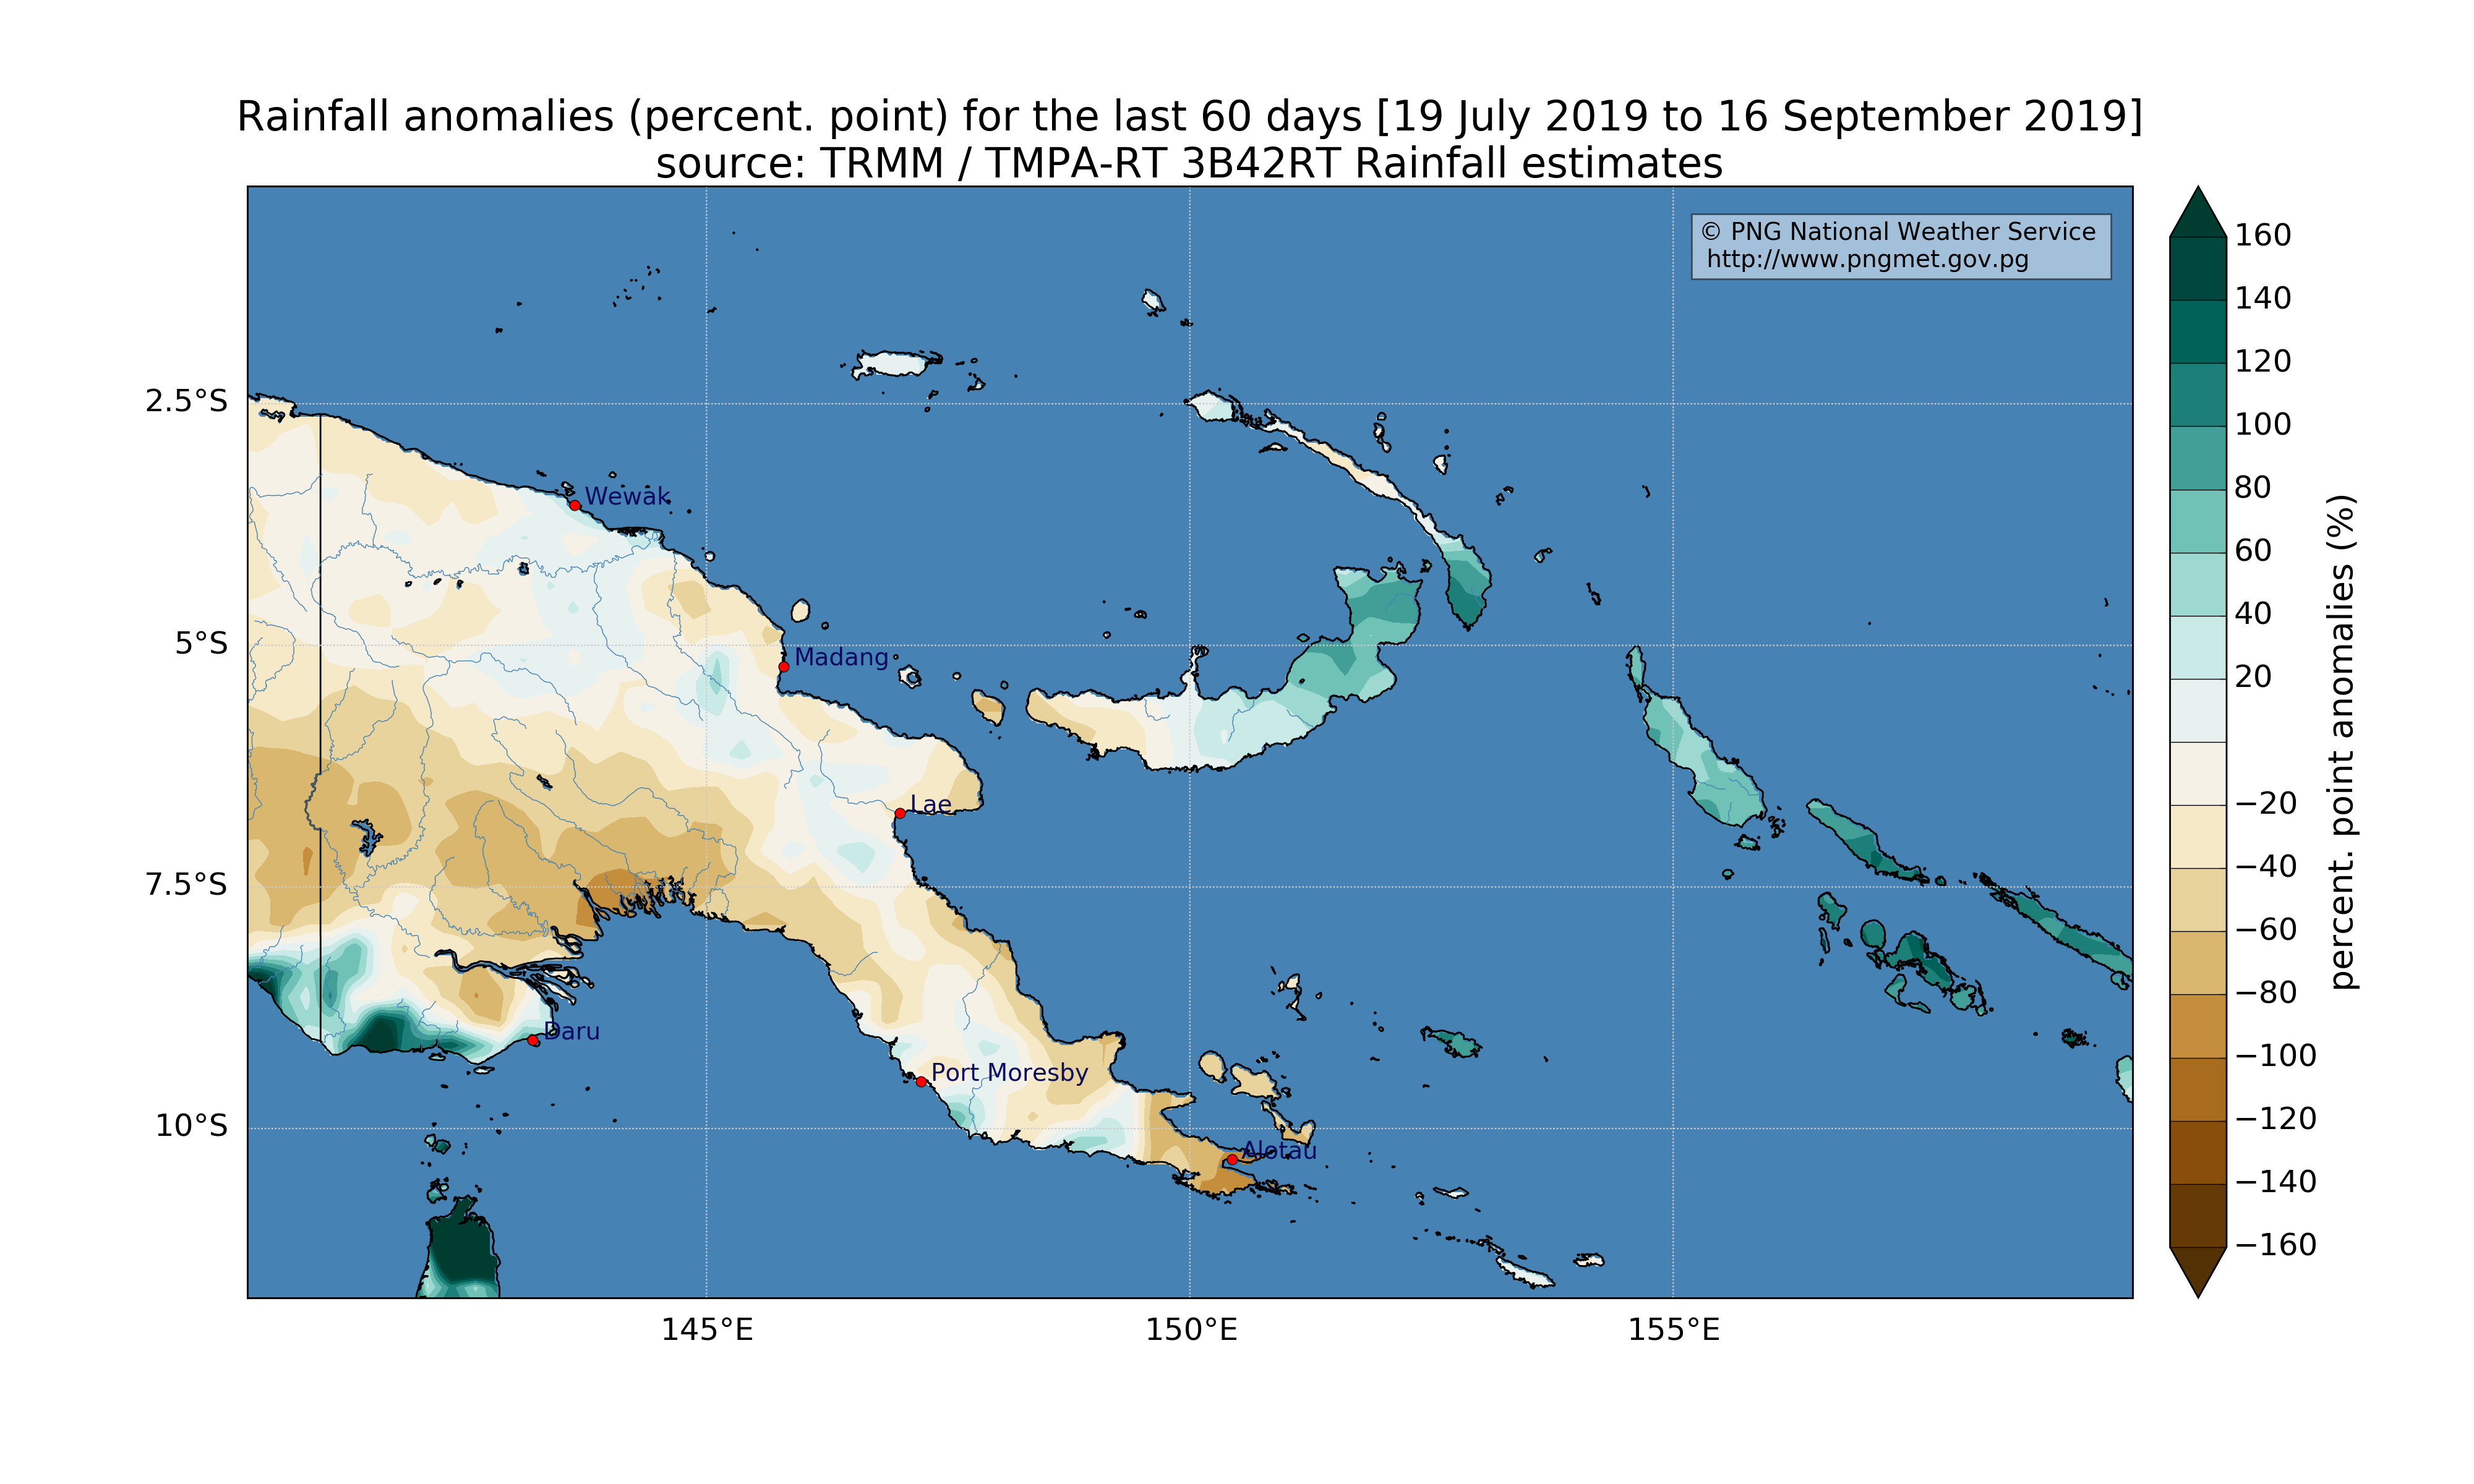 Rainfall anomalies (percent. point) for the last 60 days [19 July 2019 to 16 September 2019]
source: TRMM / TMPA-RT 3B42RT Rainfall estimates
© PNG National Weather Service
http://www.pngmet.gov.pg
2.5°S
5°S
7.5°S
10°S
Wewak
Madang
Lae
Daru
Port Moresby
Alotau
145°E
150°E
155°E
160
140
120
100
80
60
40
20
−20
−40
−60
−80
−100
−120
−140
−160
percent. point anomalies (%)